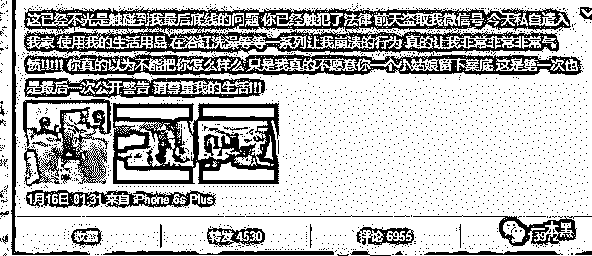 这已经不光是触碰到我最后底线的问题 你已经触犯了法律 前天盗取我微信号 今天私自潜入
我家 使用我的生活用品 在浴缸洗澡等等一系列让我崩溃的行为 真的让我非常非常非常气
愤!!!! 你真的以为不能把你怎么样么 只是我真的不愿意你一个小姑娘留下案底 这是第一次也
是最后一次公开警告 请尊重我的生活!!!
1月16日 01:31 来自 iPhone 6s Plus
收藏 转发 4530 评论 6955
一本黑